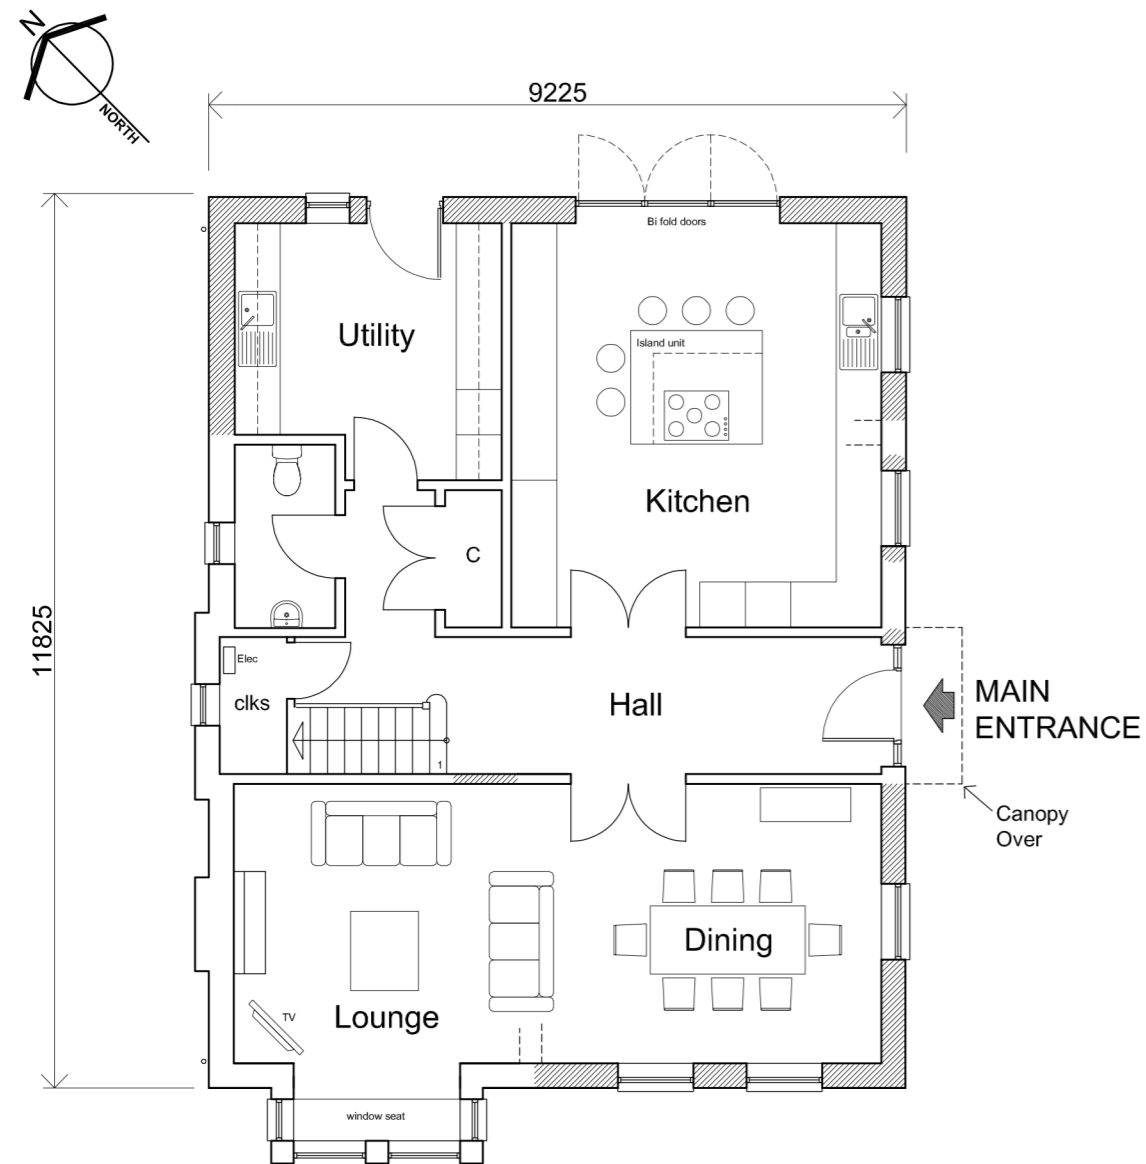 N
NORTH
9225
Bi fold doors
Utility
Island unit
Kitchen
C
11825
Elec
clks
Hall
MAIN
ENTRANCE
1
Canopy
Over
Dining
Lounge
TV
window seat